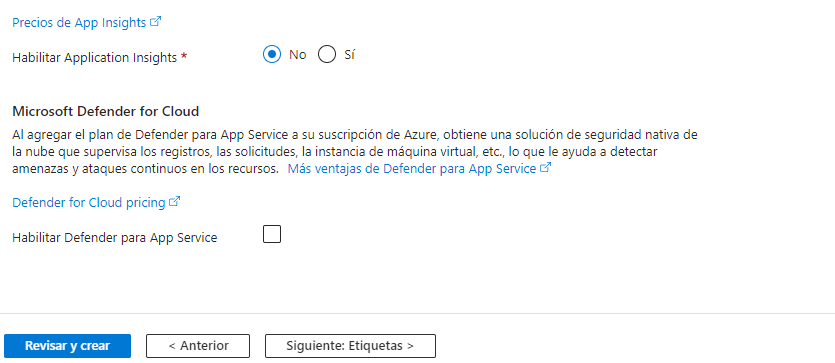 Precios de App Insights
Habilitar Application Insights * No Sí
Microsoft Defender for Cloud
Al agregar el plan de Defender para App Service a su suscripción de Azure, obtiene una solución de seguridad nativa de
la nube que supervisa los registros, las solicitudes, la instancia de máquina virtual, etc., lo que le ayuda a detectar
amenazas y ataques continuos en los recursos. Más ventajas de Defender para App Service
Defender for Cloud pricing
Habilitar Defender para App Service
Revisar y crear < Anterior Siguiente: Etiquetas >